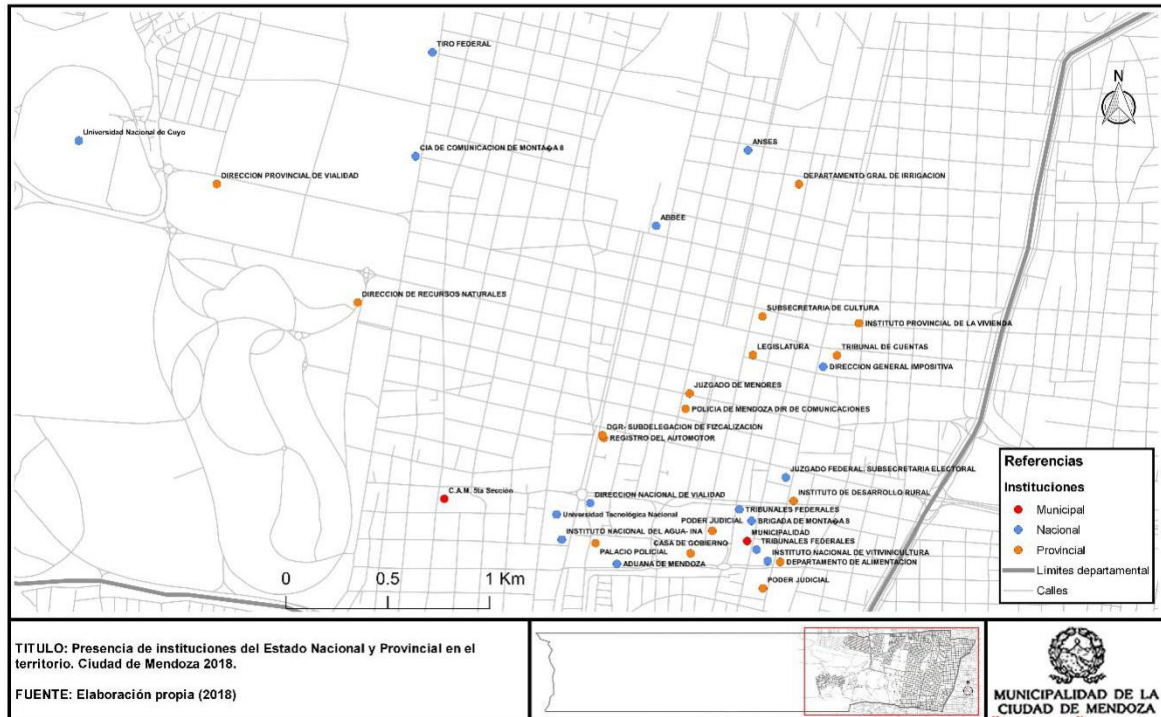 TIRO FEDERAL
N
Universidad Nacional de Cuyo
CIA DE COMUNICACION DE MONTA�A 8
ANSES
DIRECCION PROVINCIAL DE VIALIDAD
DEPARTAMENTO GRAL DE IRRIGACION
ABBEE
DIRECCION DE RECURSOS NATURALES
SUBSECRETARIA DE CULTURA
INSTITUTO PROVINCIAL DE LA VIVIENDA
LEGISLATURA
TRIBUNAL DE CUENTAS
DIRECCION GENERAL IMPOSITIVA
JUZGADO DE MENORES
POLICIA DE MENDOZA DIR DE COMUNICACIONES
DGR- SUBDELEGACION DE FIZCALIZACION
REGISTRO DEL AUTOMOTOR
JUZGADO FEDERAL: SUBSECRETARIA ELECTORAL
C.A.M. 5ta Sección
DIRECCION NACIONAL DE VIALIDAD
INSTITUTO DE DESARROLLO RURAL
Universidad Tecnológica Nacional
TRIBUNALES FEDERALES
PODER JUDICIAL
BRIGADA DE MONTA�A 8
INSTITUTO NACIONAL DEL AGUA- INA
MUNICIPALIDAD
CASA DE GOBIERNO
TRIBUNALES FEDERALES
PALACIO POLICIAL
INSTITUTO NACIONAL DE VITIVINICULTURA
ADUANA DE MENDOZA
DEPARTAMENTO DE ALIMENTACION
PODER JUDICIAL
0 0.5 1 Km
Referencias
Instituciones
Municipal
Nacional
Provincial
Limites departamental
Calles
TITULO: Presencia de instituciones del Estado Nacional y Provincial en el
territorio. Ciudad de Mendoza 2018.
FUENTE: Elaboración propia (2018)
MUNICIPALIDAD DE LA
CIUDAD DE MENDOZA